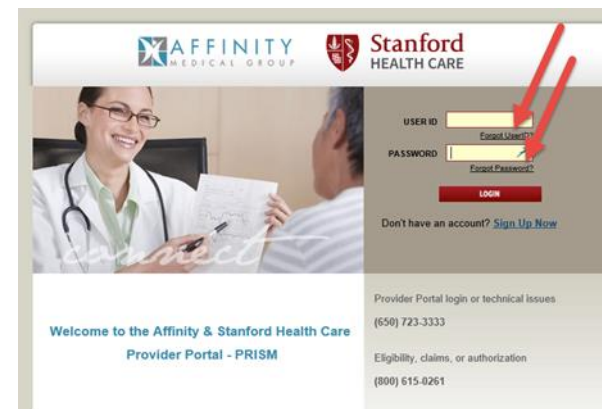 AFFINITY
MEDICAL GROUP
Stanford
HEALTH CARE
USER ID
Forgot UserID?
PASSWORD
Forgot Password?
LOGIN
Don't have an account? Sign Up Now
connect
Provider Portal login or technical issues
(650) 723-3333
Welcome to the Affinity & Stanford Health Care
Provider Portal - PRISM
Eligibility, claims, or authorization
(800) 615-0261